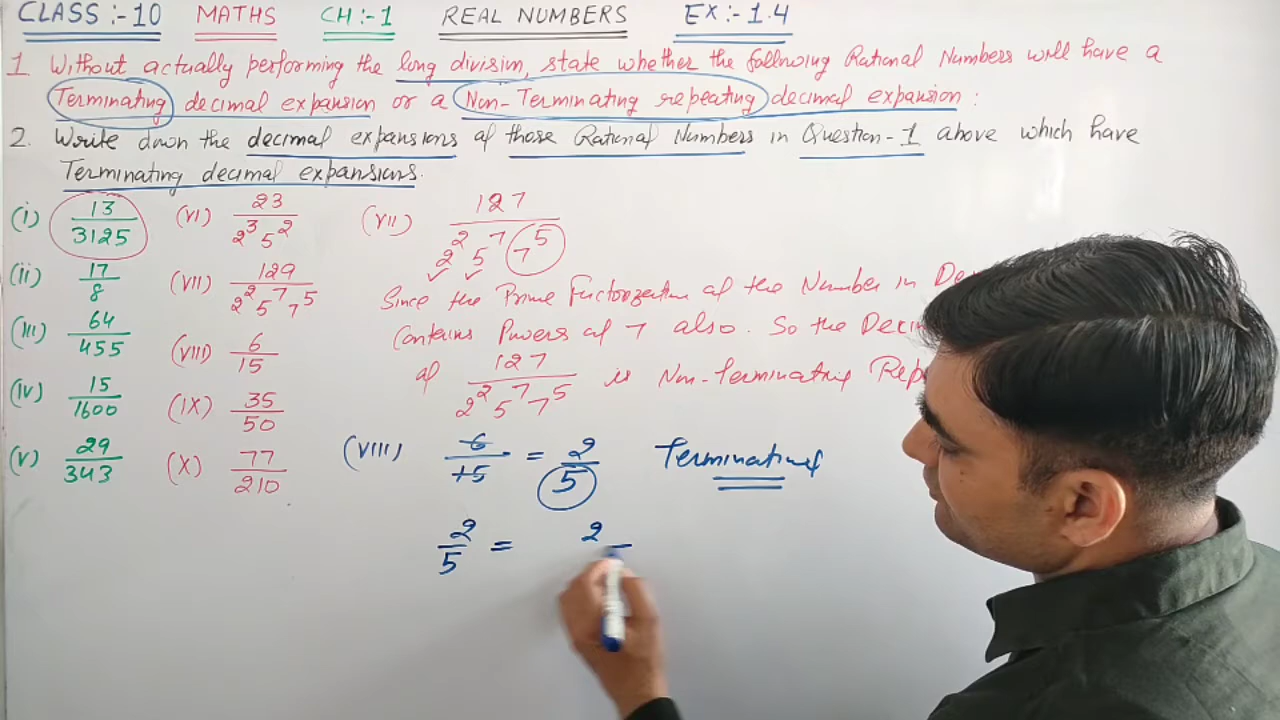 CLASS :- 10 MATHS CH :- 1 REAL NUMBERS EX :- 1.4
1. Without actually performing the long division, state whether the following Rational Numbers will have a
Terminating decimal expansion or a Non-Terminating repeating decimal expansion :
2. Write down the decimal expansions of those Rational Numbers in Question-1 above which have
Terminating decimal expansions.
(i) 13/3125 (VI) 23/2³5² (VII) 127/2²5⁷7⁵
(ii) 17/8 (VII) 129/2²5⁷7⁵
Since the Prime Factorization of the Number in
(III) 64/455 (VIII) 6/15
Contains Powers of 7 also. So the
(IV) 15/1600 (IX) 35/50
of 127/2²5⁷7⁵ is Non-Terminating
(V) 29/343 (X) 77/210
(VIII) 6/15 = 2/5 Terminating
2/5 = 2